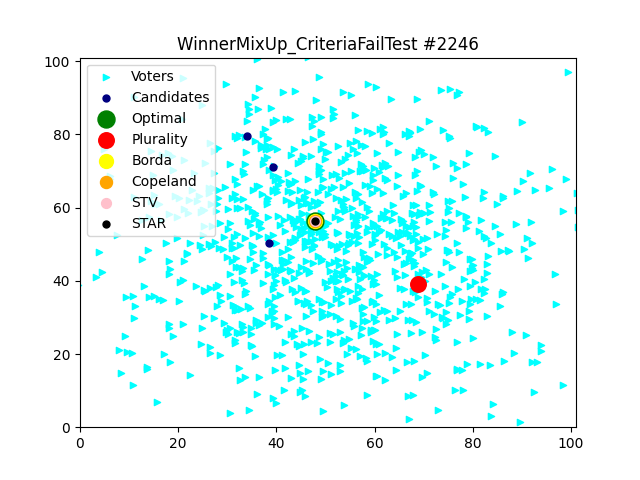 WinnerMixUp_CriteriaFailTest #2246
100
80
60
40
20
0
Voters
Candidates
Optimal
Plurality
Borda
Copeland
STV
STAR
0 20 40 60 80 100